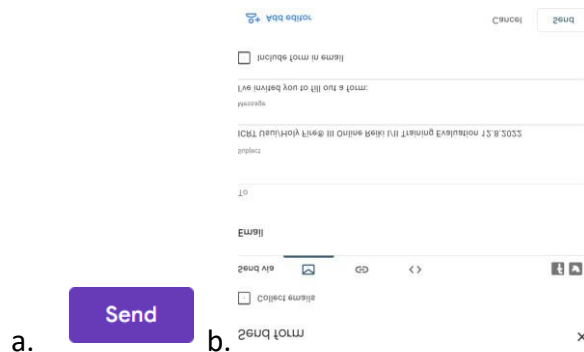 a. Send b.
Send form
Collect emails
Send via
Email
To
Subject
ICRT Usui/Holy Fire® III Online Reiki I/II Training Evaluation 12.8.2022
Message
I've invited you to fill out a form:
Include form in email
Add editor Cancel Send